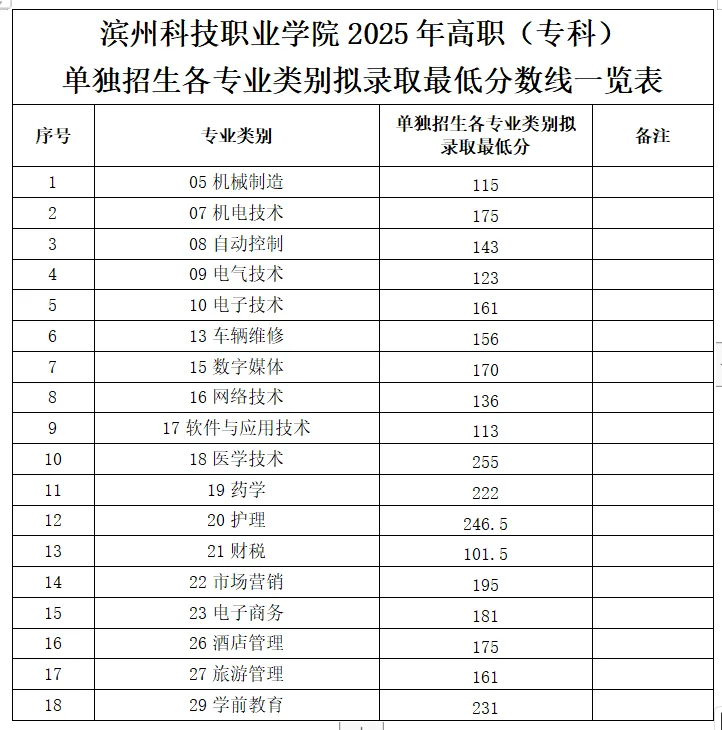 滨州科技职业学院 2025 年高职（专科）
单独招生各专业类别拟录取最低分数线一览表
序号 专业类别 单独招生各专业类别拟录取最低分 备注
1 05 机械制造 115
2 07 机电技术 175
3 08 自动控制 143
4 09 电气技术 123
5 10 电子技术 161
6 13 车辆维修 156
7 15 数字媒体 170
8 16 网络技术 136
9 17 软件与应用技术 113
10 18 医学技术 255
11 19 药学 222
12 20 护理 246.5
13 21 财税 101.5
14 22 市场营销 195
15 23 电子商务 181
16 26 酒店管理 175
17 27 旅游管理 161
18 29 学前教育 231